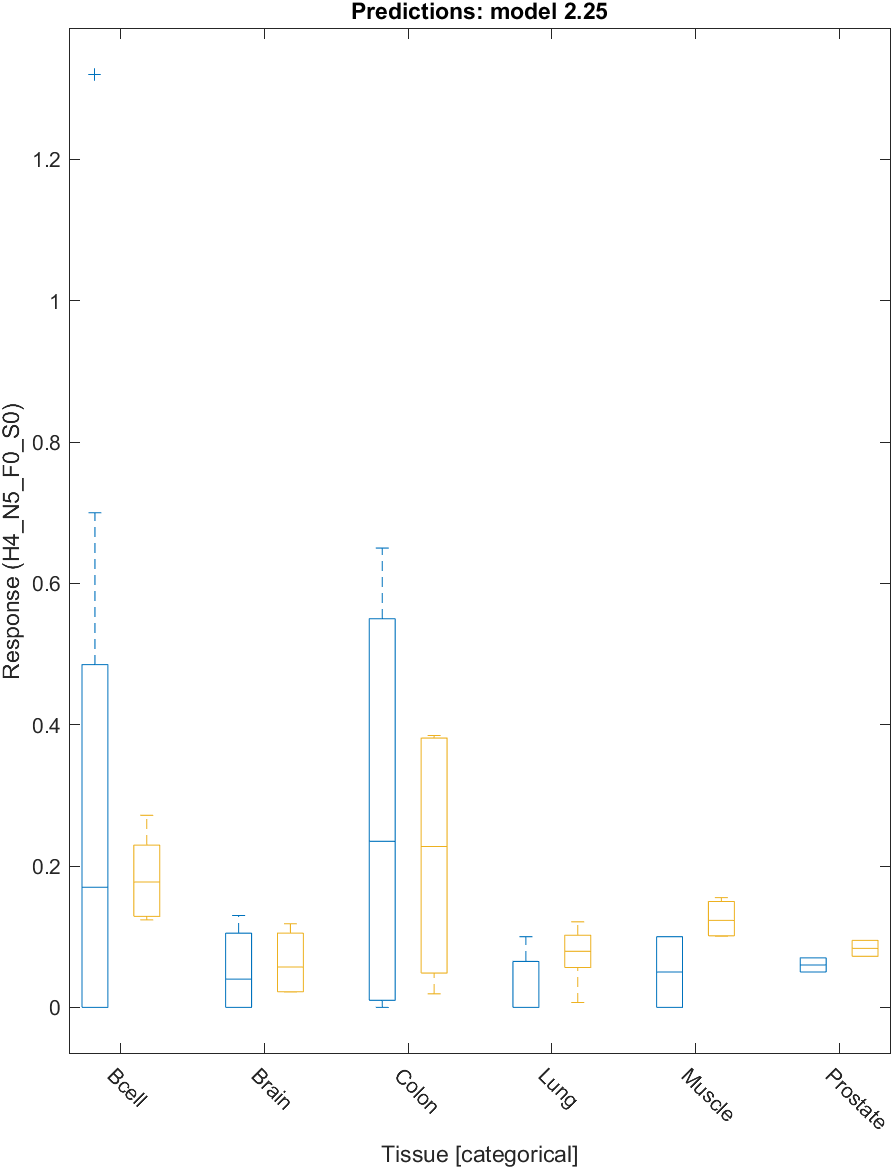 Predictions: model 2.25
Response (H4_N5_F0_S0)
1.2
1
0.8
0.6
0.4
0.2
0
Bcell
Brain
Colon
Lung
Muscle
Prostate
Tissue [categorical]